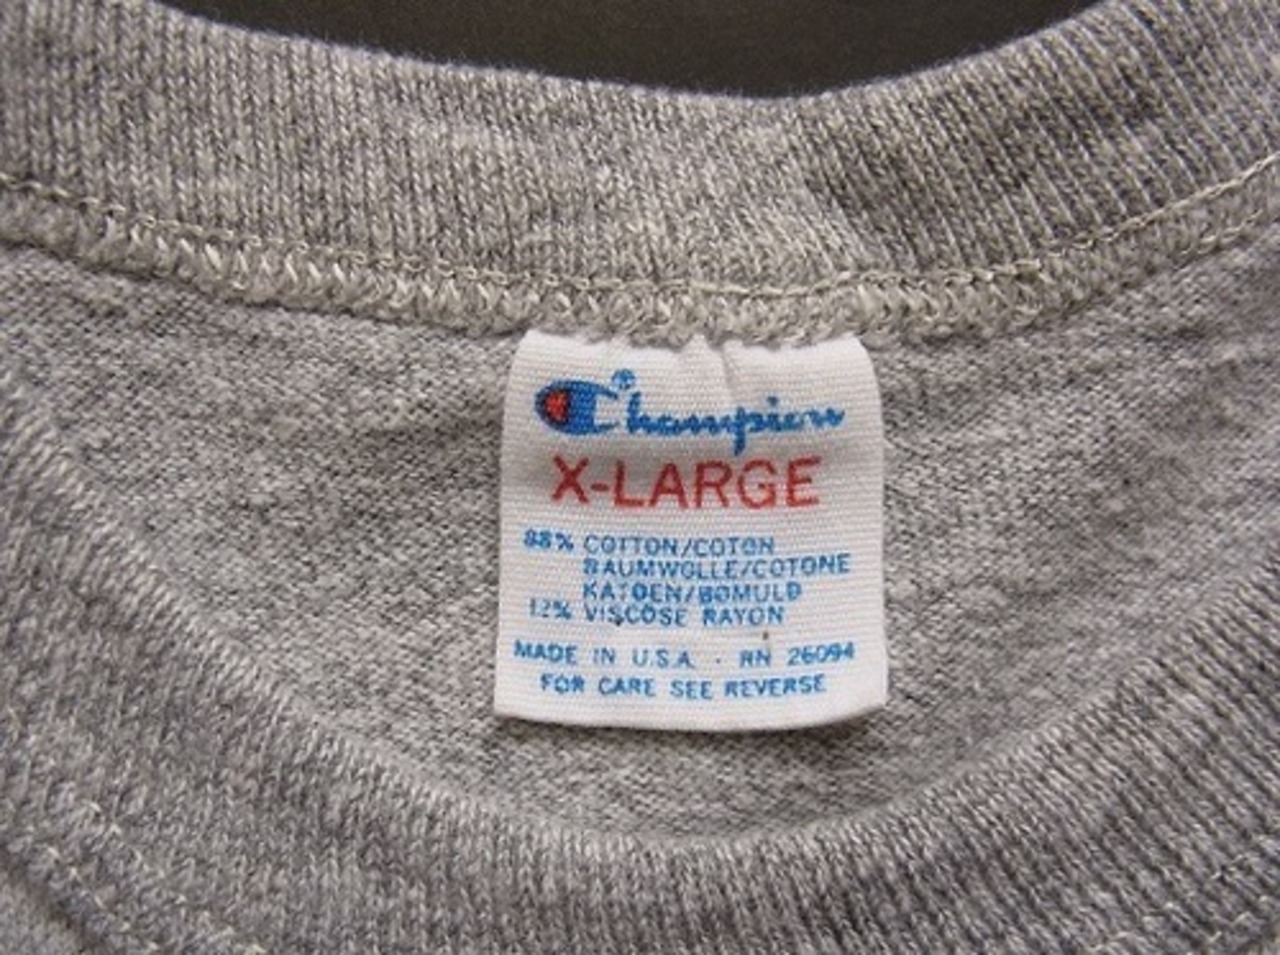 Champion®
X-LARGE
88% COTTON/COTON
BAUMWOLLE/COTONE
KATOEN/BOMULD
12% VISCOSE RAYON
MADE IN U.S.A. · RN 26094
FOR CARE SEE REVERSE